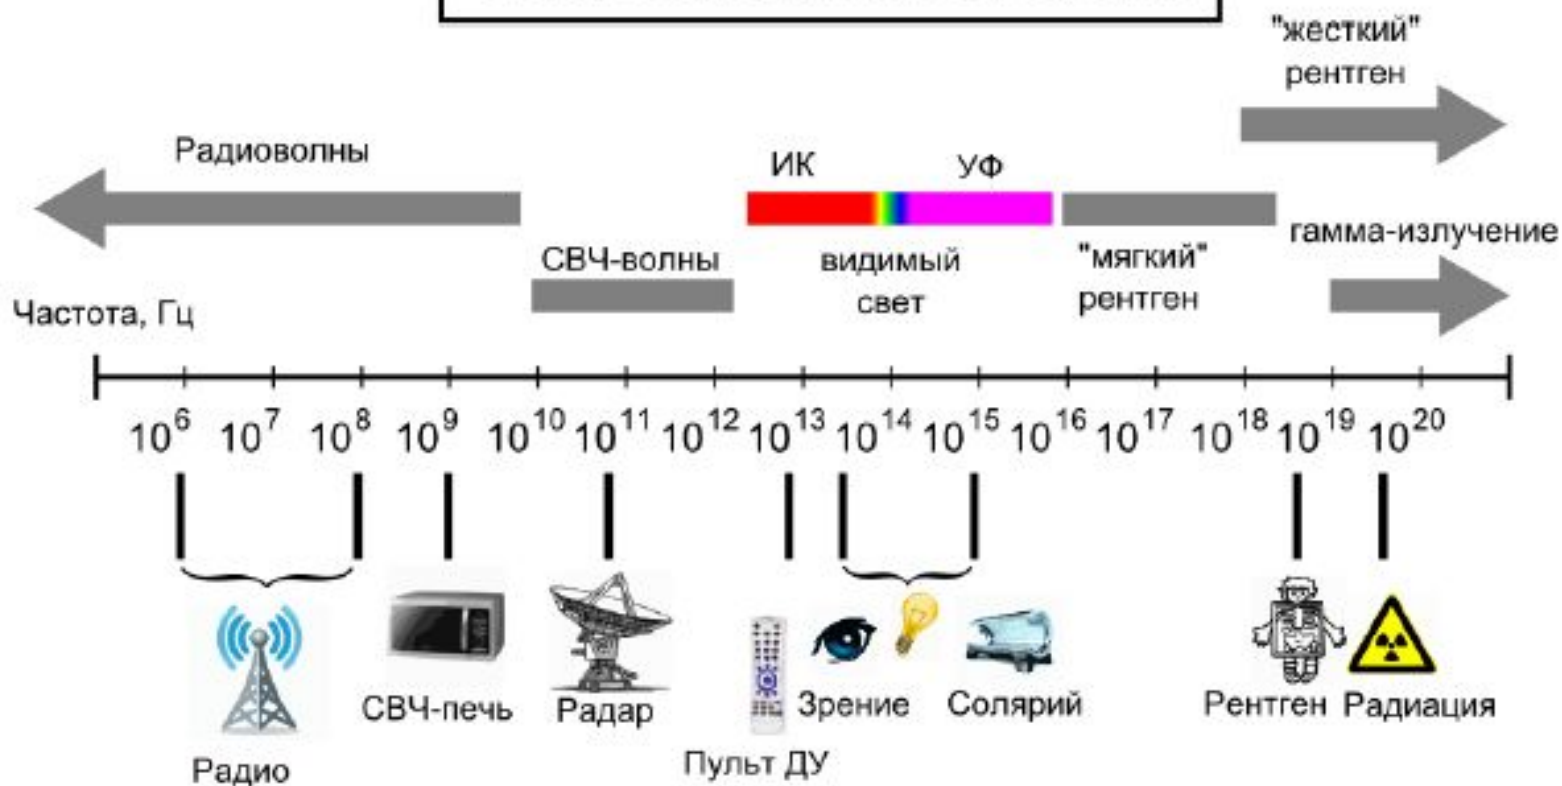 "жесткий"
рентген
Радиоволны
ИК
УФ
гамма-излучение
СВЧ-волны
видимый
свет
"мягкий"
рентген
Частота, Гц
10⁶ 10⁷ 10⁸ 10⁹ 10¹⁰ 10¹¹ 10¹² 10¹³ 10¹⁴ 10¹⁵ 10¹⁶ 10¹⁷ 10¹⁸ 10¹⁹ 10²⁰
СВЧ-печь
Радар
Зрение
Солярий
Рентген
Радиация
Радио
Пульт ДУ